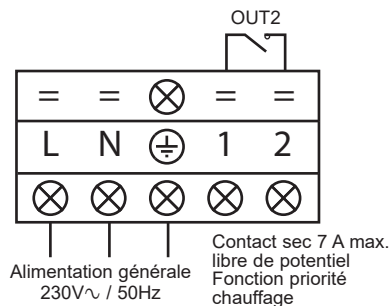 OUT2
= = = =
L N 1 2
Alimentation générale
230V∿ / 50Hz
Contact sec 7 A max.
libre de potentiel
Fonction priorité
chauffage